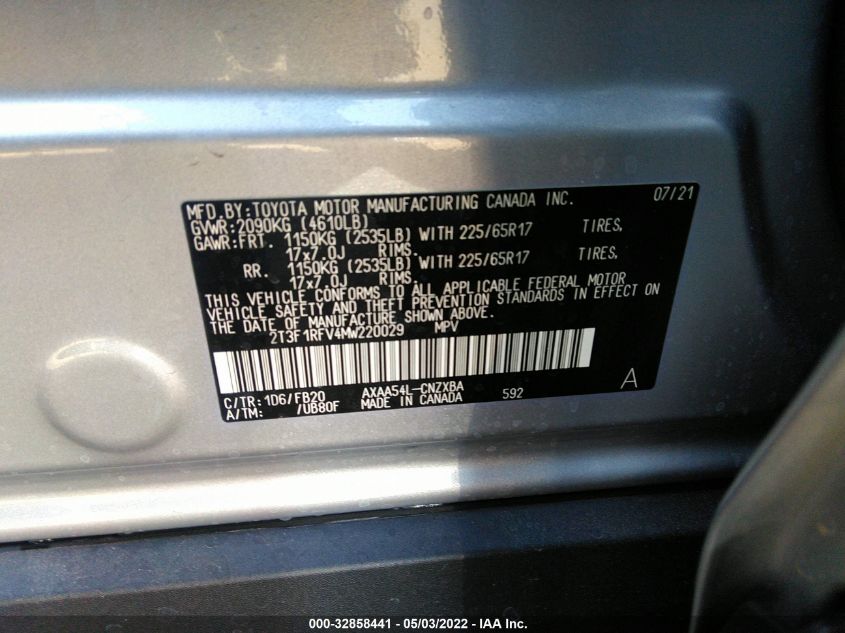 MFD.BY:TOYOTA MOTOR MANUFACTURING CANADA INC. 07/21
GVWR:2090KG (4610LB)
GAWR:FRT. 1150KG (2535LB) WITH 225/65R17 TIRES,
17x7.0J RIMS.
RR. 1150KG (2535LB) WITH 225/65R17 TIRES,
17x7.0J RIMS.
THIS VEHICLE CONFORMS TO ALL APPLICABLE FEDERAL MOTOR
VEHICLE SAFETY AND THEFT PREVENTION STANDARDS IN EFFECT ON
THE DATE OF MANUFACTURE SHOWN ABOVE.
2T3F1RFV4MW220029 MPV
C/TR:1D6/FB20 AXAA54L-CNZXBA 592 A
A/TM: /UB80F MADE IN CANADA
000-32858441 - 05/03/2022 - IAA Inc.